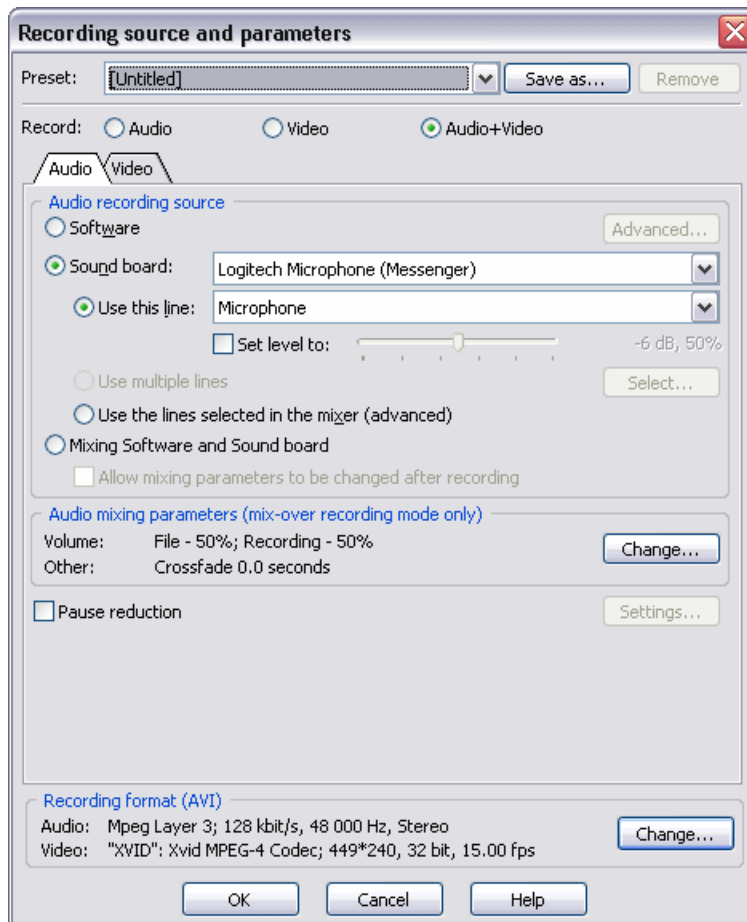 Recording source and parameters
Preset: [Untitled] Save as... Remove
Record: Audio Video Audio+Video
Audio Video
Audio recording source
Software Advanced...
Sound board: Logitech Microphone (Messenger)
Use this line: Microphone
Set level to: -6 dB, 50%
Use multiple lines Select...
Use the lines selected in the mixer (advanced)
Mixing Software and Sound board
Allow mixing parameters to be changed after recording
Audio mixing parameters (mix-over recording mode only)
Volume: File - 50%; Recording - 50%
Change...
Other: Crossfade 0.0 seconds
Pause reduction Settings...
Recording format (AVI)
Audio: Mpeg Layer 3; 128 kbit/s, 48 000 Hz, Stereo
Change...
Video: "XVID": Xvid MPEG-4 Codec; 449*240, 32 bit, 15.00 fps
OK Cancel Help